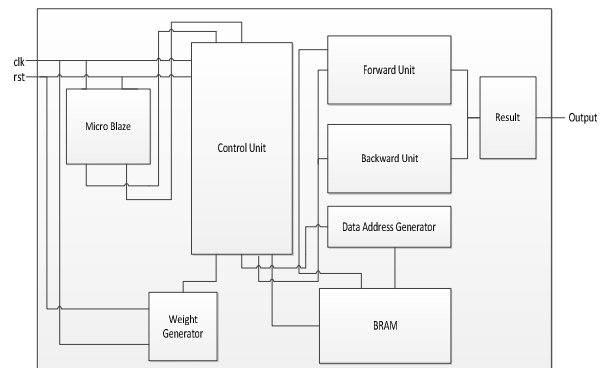 clk
rst
Micro Blaze
Control Unit
Forward Unit
Backward Unit
Result
Output
Data Address Generator
Weight
Generator
BRAM